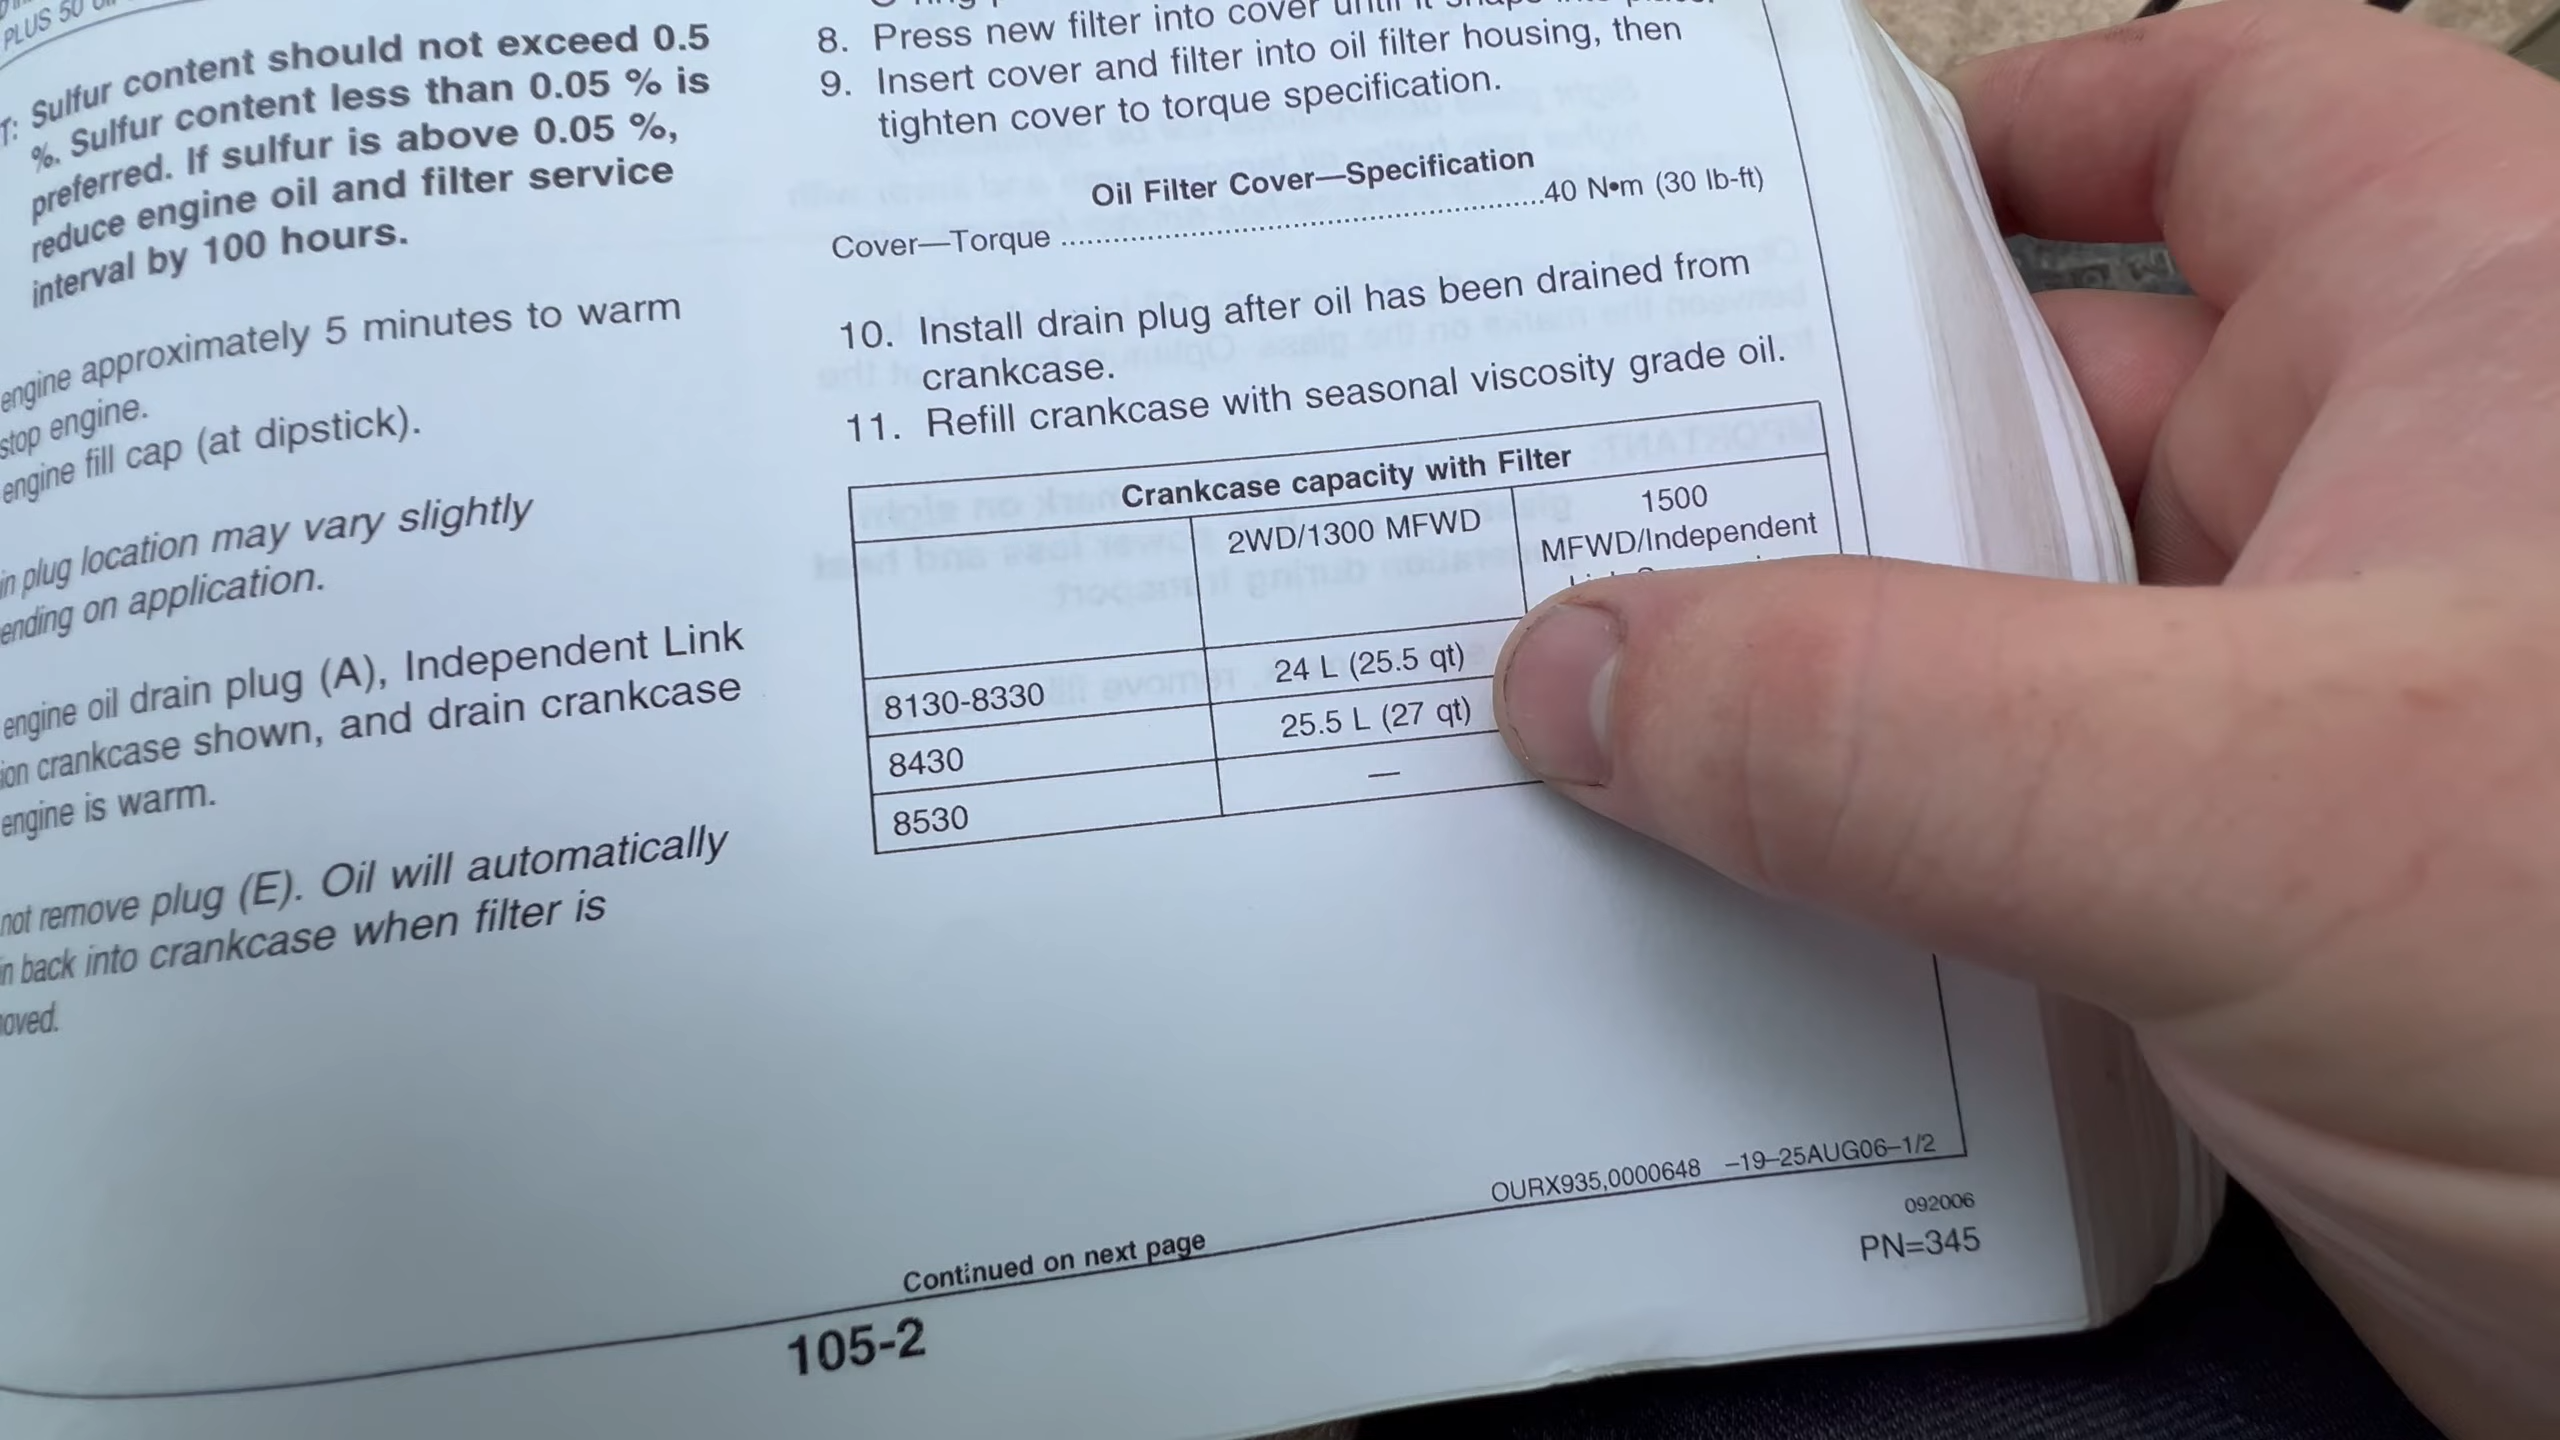 PLUS 50
T: Sulfur content should not exceed 0.5
%. Sulfur content less than 0.05 % is
preferred. If sulfur is above 0.05 %,
reduce engine oil and filter service
interval by 100 hours.
engine approximately 5 minutes to warm
stop engine.
engine fill cap (at dipstick).
in plug location may vary slightly
ending on application.
engine oil drain plug (A), Independent Link
ion crankcase shown, and drain crankcase
engine is warm.
not remove plug (E). Oil will automatically
n back into crankcase when filter is
oved.
8. Press new filter into cover until it snaps into place.
9. Insert cover and filter into oil filter housing, then
tighten cover to torque specification.
Oil Filter Cover—Specification
Cover—Torque ........................................................40 N•m (30 lb-ft)
10. Install drain plug after oil has been drained from
crankcase.
11. Refill crankcase with seasonal viscosity grade oil.
Crankcase capacity with Filter
2WD/1300 MFWD 1500
MFWD/Independent
8130-8330 24 L (25.5 qt)
8430 25.5 L (27 qt)
8530 —
OURX935,0000648 –19–25AUG06–1/2
Continued on next page
092006
105-2 PN=345